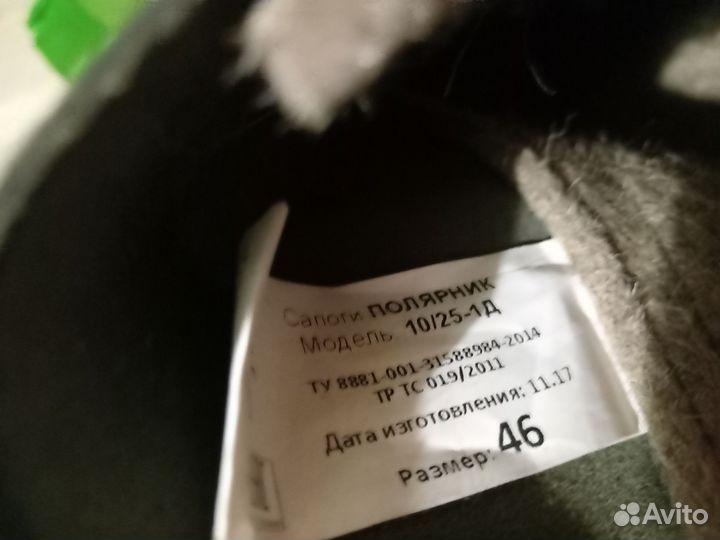 Сапоги ПОЛЯРНИК
Модель 10/25-1Д
ТУ 8881-001-31588984-2014
ТР ТС 019/2011
Дата изготовления: 11.17
Размер: 46
Avito